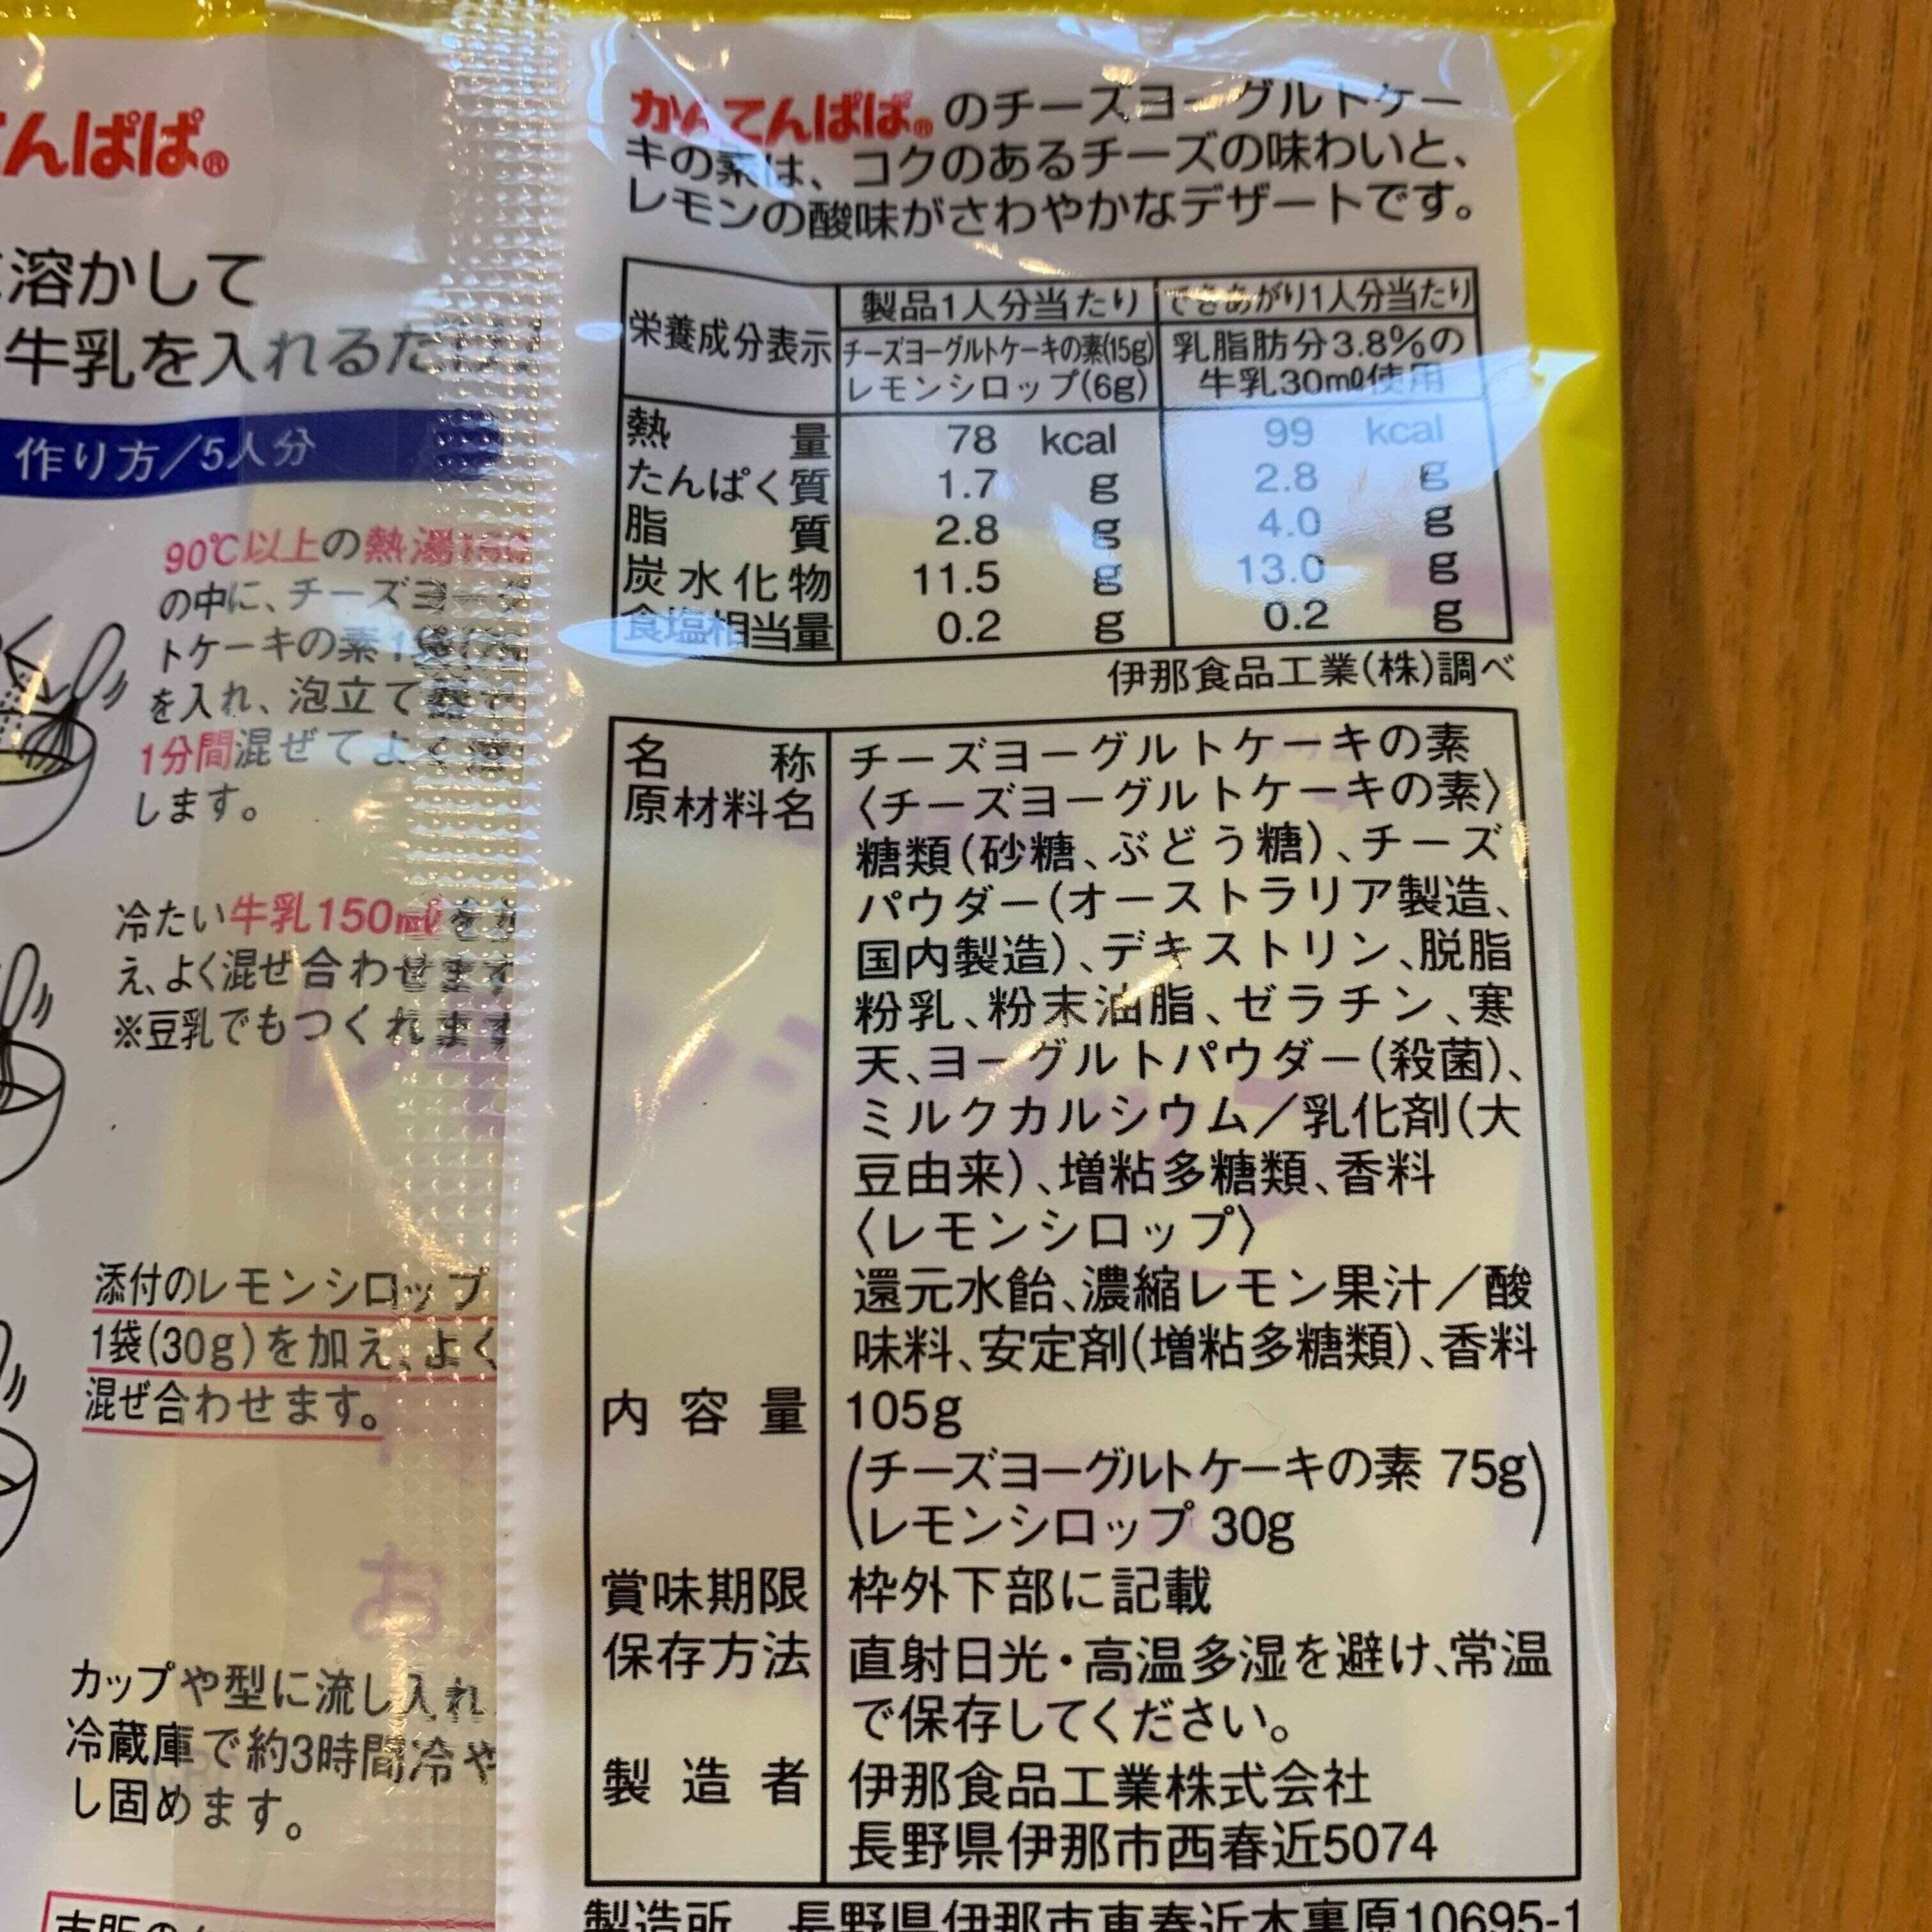 てんぱぱ®
溶かして
牛乳を入れるだ
作り方/5人分
90℃以上の熱湯150
の中に、チーズヨーグ
トケーキの素1袋
を入れ、泡立て
1分間混ぜてよく
します。
冷たい牛乳150mlを
え、よく混ぜ合わせます
※豆乳でもつくれます
添付のレモンシロップ
1袋(30g)を加え、よく
混ぜ合わせます。
カップや型に流し入れ
冷蔵庫で約3時間冷や
し固めます。
かんてんぱぱ®のチーズヨーグルトケー
キの素は、コクのあるチーズの味わいと、
レモンの酸味がさわやかなデザートです。
栄養成分表示 製品1人分当たり できあがり1人分当たり
チーズヨーグルトケーキの素(15g) 乳脂肪分3.8%の
レモンシロップ(6g) 牛乳30ml使用
熱量 78 kcal 99 kcal
たんぱく質 1.7 g 2.8 g
脂質 2.8 g 4.0 g
炭水化物 11.5 g 13.0 g
食塩相当量 0.2 g 0.2 g
伊那食品工業(株)調べ
名称 チーズヨーグルトケーキの素
原材料名 〈チーズヨーグルトケーキの素〉
糖類(砂糖、ぶどう糖)、チーズ
パウダー(オーストラリア製造、
国内製造)、デキストリン、脱脂
粉乳、粉末油脂、ゼラチン、寒
天、ヨーグルトパウダー(殺菌)、
ミルクカルシウム/乳化剤(大
豆由来)、増粘多糖類、香料
〈レモンシロップ〉
還元水飴、濃縮レモン果汁/酸
味料、安定剤(増粘多糖類)、香料
内容量 105g
(チーズヨーグルトケーキの素 75g
レモンシロップ 30g)
賞味期限 枠外下部に記載
保存方法 直射日光・高温多湿を避け、常温
で保存してください。
製造者 伊那食品工業株式会社
長野県伊那市西春近5074
製造所 長野県伊那市東春近木裏原10695-1